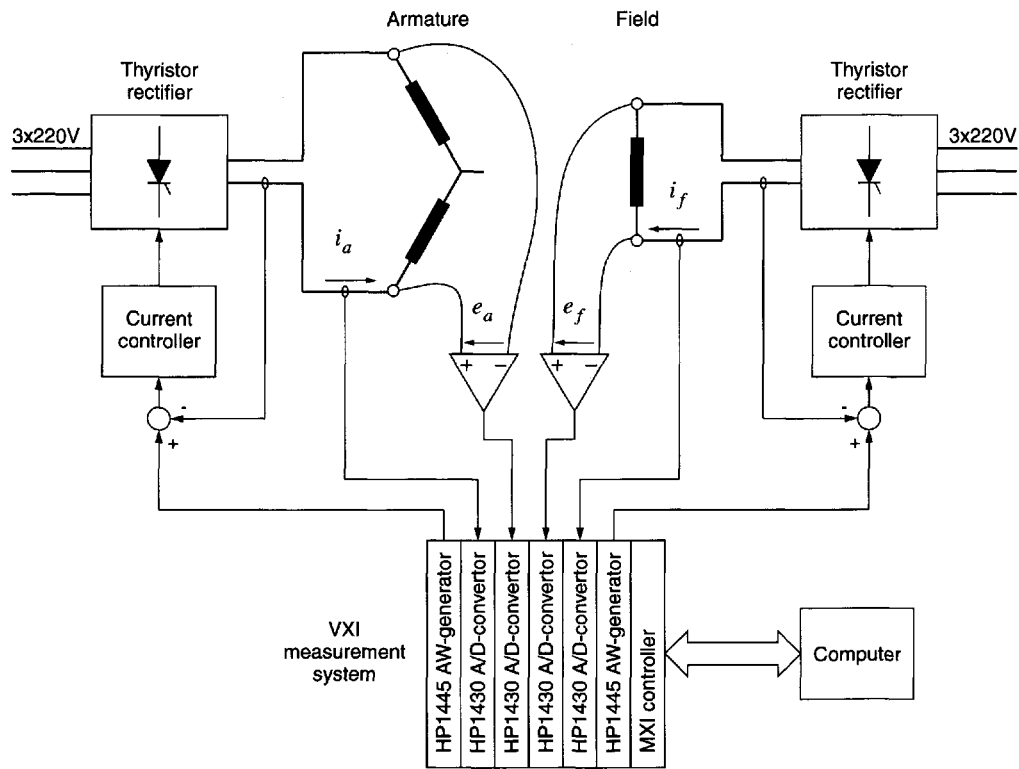 Armature
Field
Thyristor
rectifier
Thyristor
rectifier
3x220V
3x220V
i_a
i_f
e_a
e_f
+
−
+
−
Current
controller
Current
controller
-
+
-
+
HP1445 AW-generator
HP1430 A/D-convertor
HP1430 A/D-convertor
HP1430 A/D-convertor
HP1430 A/D-convertor
HP1445 AW-generator
MXI controller
VXI
measurement
system
Computer